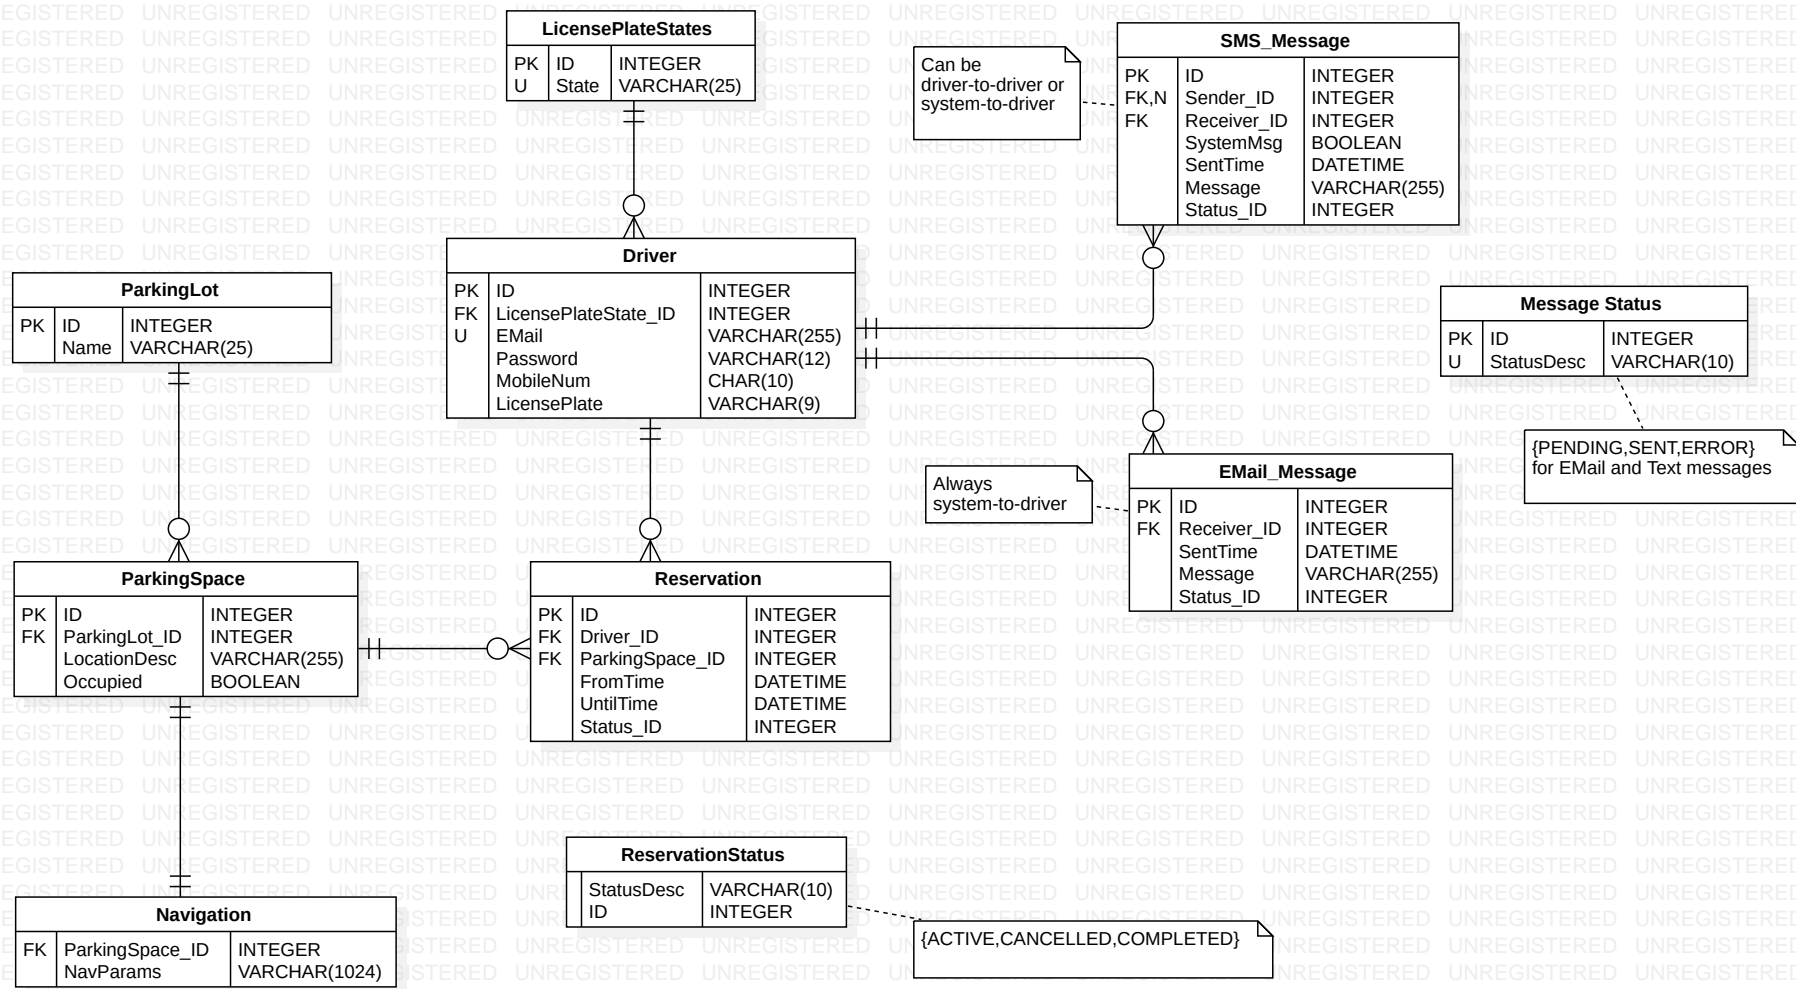 LicensePlateStates
PK ID INTEGER
U State VARCHAR(25)
Can be
driver-to-driver or
system-to-driver
SMS_Message
PK ID INTEGER
FK,N Sender_ID INTEGER
FK Receiver_ID INTEGER
SystemMsg BOOLEAN
SentTime DATETIME
Message VARCHAR(255)
Status_ID INTEGER
Driver
PK ID INTEGER
FK LicensePlateState_ID INTEGER
U EMail VARCHAR(255)
Password VARCHAR(12)
MobileNum CHAR(10)
LicensePlate VARCHAR(9)
ParkingLot
PK ID INTEGER
Name VARCHAR(25)
Message Status
PK ID INTEGER
U StatusDesc VARCHAR(10)
{PENDING,SENT,ERROR}
for EMail and Text messages
Always
system-to-driver
EMail_Message
PK ID INTEGER
FK Receiver_ID INTEGER
SentTime DATETIME
Message VARCHAR(255)
Status_ID INTEGER
ParkingSpace
PK ID INTEGER
FK ParkingLot_ID INTEGER
LocationDesc VARCHAR(255)
Occupied BOOLEAN
Reservation
PK ID INTEGER
FK Driver_ID INTEGER
FK ParkingSpace_ID INTEGER
FromTime DATETIME
UntilTime DATETIME
Status_ID INTEGER
ReservationStatus
StatusDesc VARCHAR(10)
ID INTEGER
{ACTIVE,CANCELLED,COMPLETED}
Navigation
FK ParkingSpace_ID INTEGER
NavParams VARCHAR(1024)
UNREGISTERED